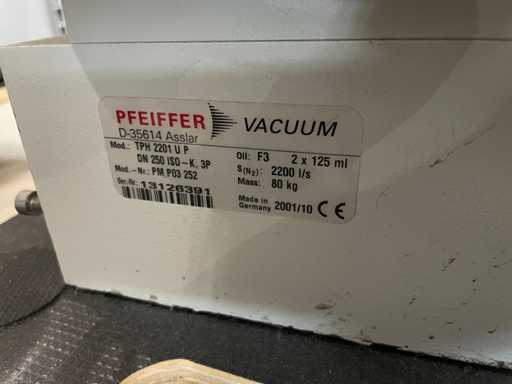 PFEIFFER VACUUM
D-35614 Asslar
Mod.: TPH 2201 U P
DN 250 ISO-K, 3P
Mod.-Nr.: PM P03 252
Ser.-Nr: 13126391
Oil: F3 2 x 125 ml
S(N₂): 2200 l/s
Mass: 80 kg
Made in
Germany 2001/10 CE